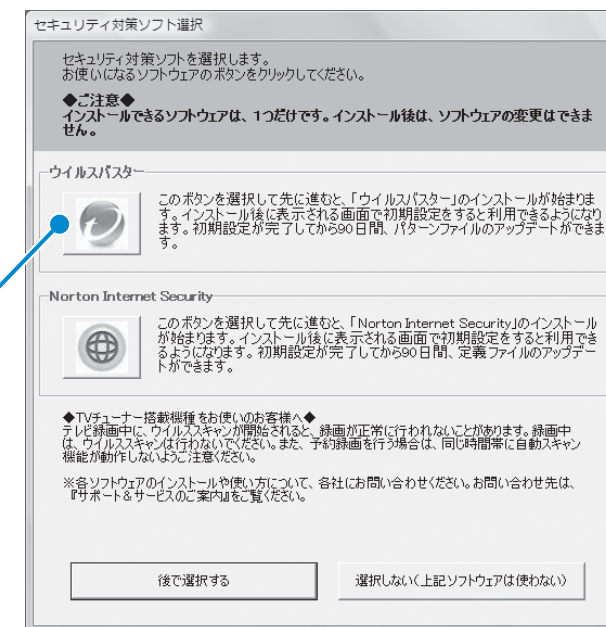 セキュリティ対策ソフト選択
セキュリティ対策ソフトを選択します。
お使いになるソフトウェアのボタンをクリックしてください。
◆ご注意◆
インストールできるソフトウェアは、1つだけです。インストール後は、ソフトウェアの変更はできま
せん。
ウイルスバスター
このボタンを選択して先に進むと、「ウイルスバスター」のインストールが始まりま
す。インストール後に表示される画面で初期設定をすると利用できるようになり
ます。初期設定が完了してから90日間、パターンファイルのアップデートができま
す。
Norton Internet Security
このボタンを選択して先に進むと、「Norton Internet Security」のインストール
が始まります。インストール後に表示される画面で初期設定をすると利用でき
るようになります。初期設定が完了してから90日間、定義ファイルのアップデー
トができます。
◆TVチューナー搭載機種をお使いのお客様へ◆
テレビ録画中に、ウイルススキャンが開始されると、録画が正常に行われないことがあります。録画中
は、ウイルススキャンは行わないでください。また、予約録画を行う場合は、同じ時間帯に自動スキャン
機能が動作しないようご注意ください。
※各ソフトウェアのインストールや使い方について、各社にお問い合わせください。お問い合わせ先は、
『サポート&サービスのご案内』をご覧ください。
後で選択する
選択しない(上記ソフトウェアは使わない)